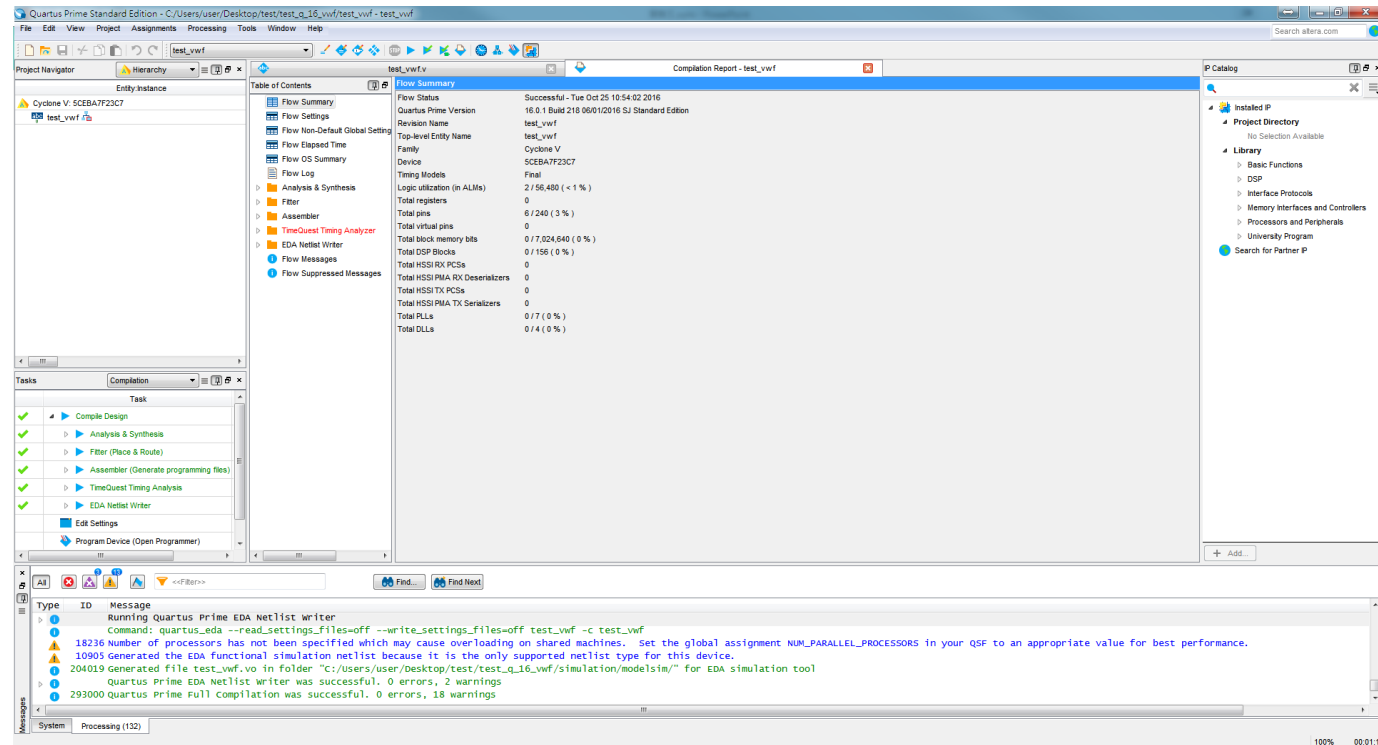 Quartus Prime Standard Edition - C:/Users/user/Desktop/test/test_q_16_vwf/test_vwf - test_vwf
File Edit View Project Assignments Processing Tools Window Help
Search altera.com
test_vwf
Project Navigator
Hierarchy
Entity:Instance
Cyclone V: 5CEBA7F23C7
test_vwf
Tasks
Compilation
Task
Compile Design
Analysis & Synthesis
Fitter (Place & Route)
Assembler (Generate programming files)
TimeQuest Timing Analysis
EDA Netlist Writer
Edit Settings
Program Device (Open Programmer)
test_vwf.v
Compilation Report - test_vwf
Table of Contents
Flow Summary
Flow Settings
Flow Non-Default Global Setting
Flow Elapsed Time
Flow OS Summary
Flow Log
Analysis & Synthesis
Fitter
Assembler
TimeQuest Timing Analyzer
EDA Netlist Writer
Flow Messages
Flow Suppressed Messages
Flow Summary
Flow Status Successful - Tue Oct 25 10:54:02 2016
Quartus Prime Version 16.0.1 Build 218 06/01/2016 SJ Standard Edition
Revision Name test_vwf
Top-level Entity Name test_vwf
Family Cyclone V
Device 5CEBA7F23C7
Timing Models Final
Logic utilization (in ALMs) 2 / 56,480 ( < 1 % )
Total registers 0
Total pins 6 / 240 ( 3 % )
Total virtual pins 0
Total block memory bits 0 / 7,024,640 ( 0 % )
Total DSP Blocks 0 / 156 ( 0 % )
Total HSSI RX PCSs 0
Total HSSI PMA RX Deserializers 0
Total HSSI TX PCSs 0
Total HSSI PMA TX Serializers 0
Total PLLs 0 / 7 ( 0 % )
Total DLLs 0 / 4 ( 0 % )
IP Catalog
Installed IP
Project Directory
No Selection Available
Library
Basic Functions
DSP
Interface Protocols
Memory Interfaces and Controllers
Processors and Peripherals
University Program
Search for Partner IP
+ Add...
All <<Filter>> Find... Find Next
Type ID Message
Running Quartus Prime EDA Netlist Writer
Command: quartus_eda --read_settings_files=off --write_settings_files=off test_vwf -c test_vwf
18236 Number of processors has not been specified which may cause overloading on shared machines. Set the global assignment NUM_PARALLEL_PROCESSORS in your QSF to an appropriate value for best performance.
10905 Generated the EDA functional simulation netlist because it is the only supported netlist type for this device.
204019 Generated file test_vwf.vo in folder "C:/Users/user/Desktop/test/test_q_16_vwf/simulation/modelsim/" for EDA simulation tool
Quartus Prime EDA Netlist Writer was successful. 0 errors, 2 warnings
293000 Quartus Prime Full Compilation was successful. 0 errors, 18 warnings
Messages
System Processing (132)
100%